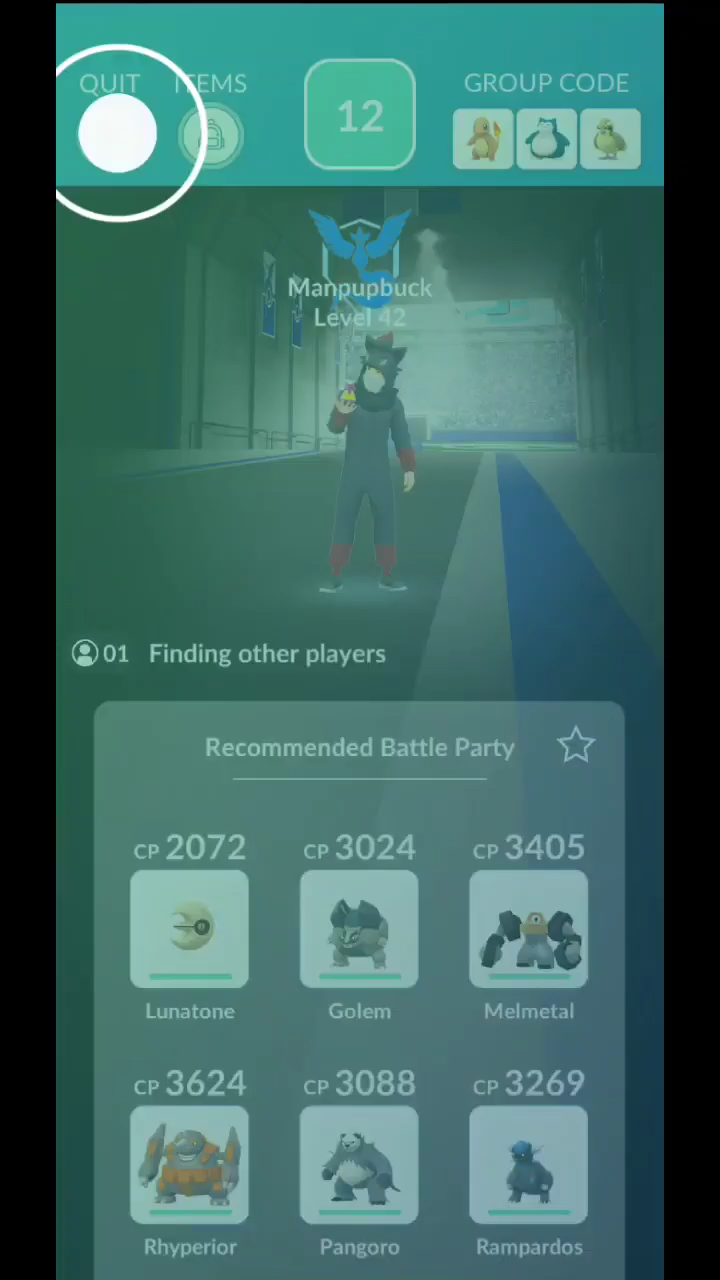 QUIT
ITEMS
12
GROUP CODE
Manpupbuck
Level 42
01 Finding other players
Recommended Battle Party
CP 2072
CP 3024
CP 3405
Lunatone
Golem
Melmetal
CP 3624
CP 3088
CP 3269
Rhyperior
Pangoro
Rampardos